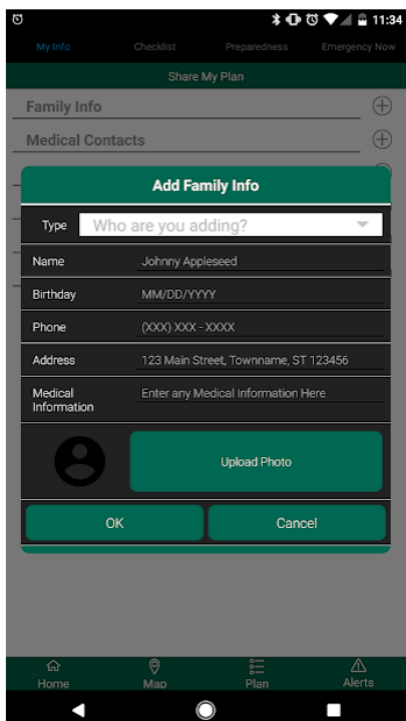 11:34
My Info Checklist Preparedness Emergency Now
Share My Plan
Family Info
Medical Contacts
Add Family Info
Type Who are you adding?
Name Johnny Appleseed
Birthday MM/DD/YYYY
Phone (XXX) XXX - XXXX
Address 123 Main Street, Townname, ST 123456
Medical Information Enter any Medical Information Here
Upload Photo
OK Cancel
Home Map Plan Alerts